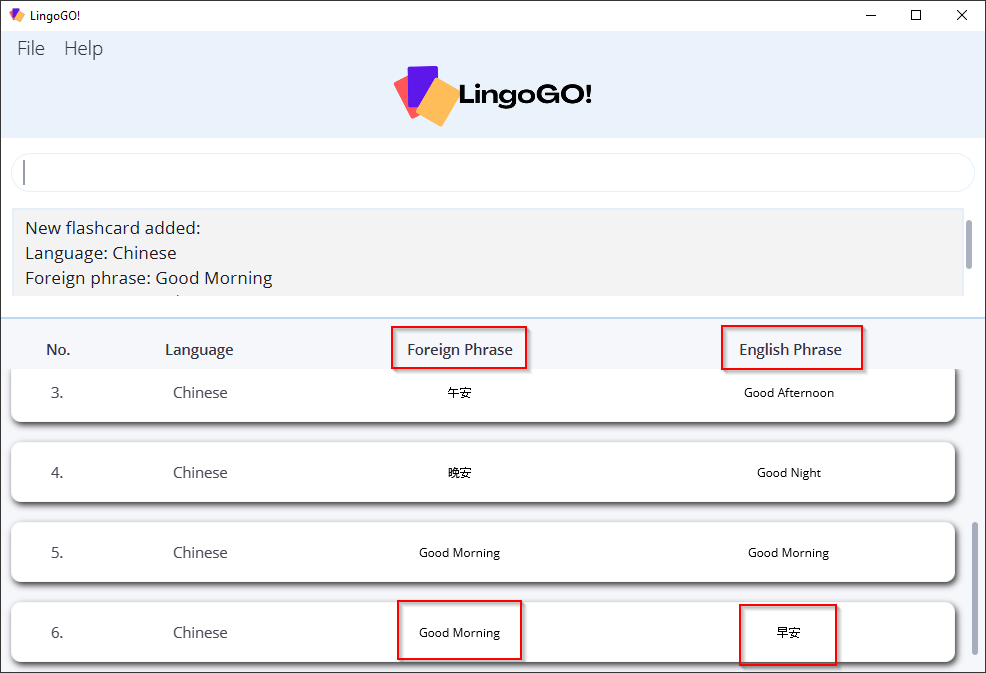 LingoGO!
File Help
LingoGO!
New flashcard added:
Language: Chinese
Foreign phrase: Good Morning
No. Language Foreign Phrase English Phrase
3. Chinese 午安 Good Afternoon
4. Chinese 晚安 Good Night
5. Chinese Good Morning Good Morning
6. Chinese Good Morning 早安